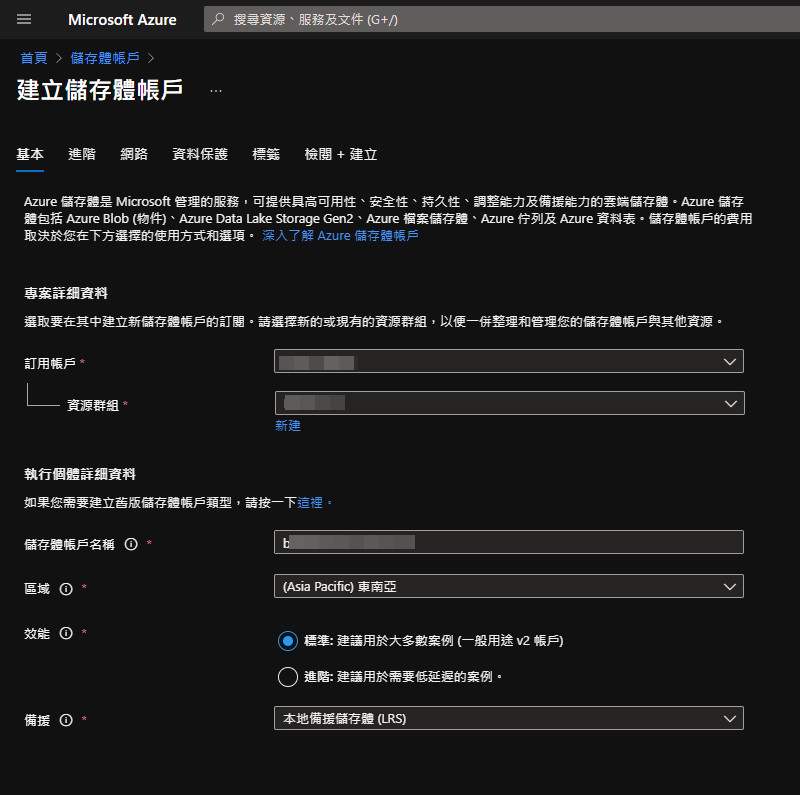 Microsoft Azure
搜尋資源、服務及文件 (G+/)
首頁 > 儲存體帳戶 >
建立儲存體帳戶 ...
基本 進階 網路 資料保護 標籤 檢閱 + 建立
Azure 儲存體是 Microsoft 管理的服務，可提供具高可用性、安全性、持久性、調整能力及備援能力的雲端儲存體。Azure 儲存
體包括 Azure Blob (物件)、Azure Data Lake Storage Gen2、Azure 檔案儲存體、Azure 佇列及 Azure 資料表。儲存體帳戶的費用
取決於您在下方選擇的使用方式和選項。 深入了解 Azure 儲存體帳戶
專案詳細資料
選取要在其中建立新儲存體帳戶的訂閱。請選擇新的或現有的資源群組，以便一併整理和管理您的儲存體帳戶與其他資源。
訂用帳戶 *
資源群組 *
新建
執行個體詳細資料
如果您需要建立舊版儲存體帳戶類型，請按一下這裡。
儲存體帳戶名稱 *
b
區域 *
(Asia Pacific) 東南亞
效能 *
標準: 建議用於大多數案例 (一般用途 v2 帳戶)
進階: 建議用於需要低延遲的案例。
備援 *
本地備援儲存體 (LRS)